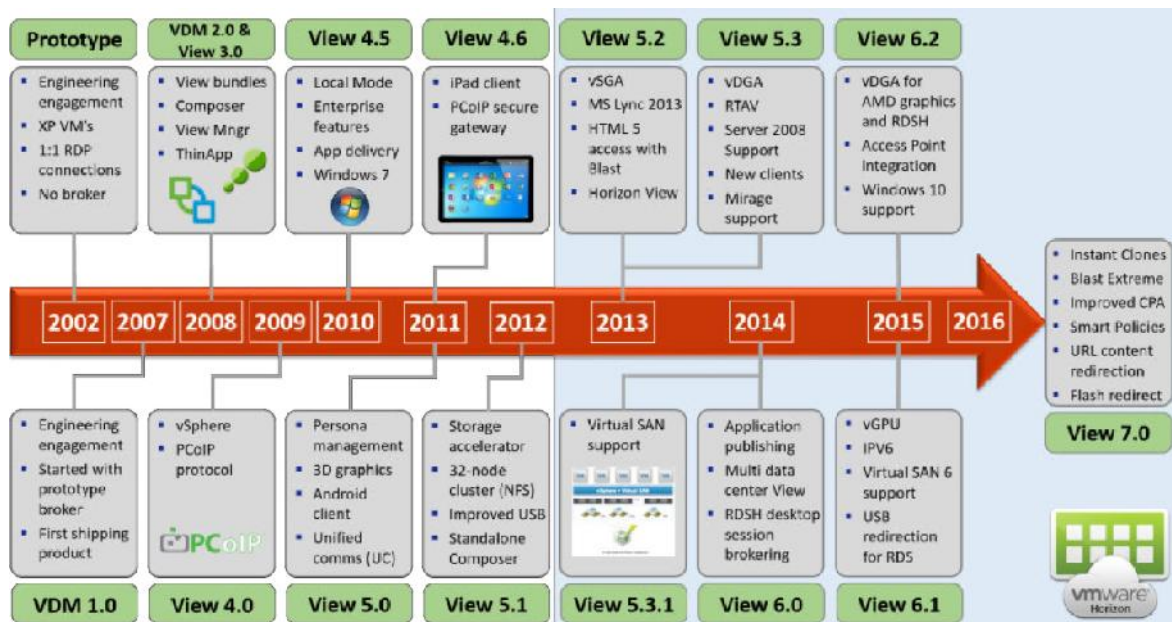 Prototype
Engineering
engagement
XP VM's
1:1 RDP
connections
No broker
VDM 2.0 &
View 3.0
View bundles
Composer
View Mngr
ThinApp
View 4.5
Local Mode
Enterprise
features
App delivery
Windows 7
View 4.6
iPad client
PCoIP secure
gateway
View 5.2
vSGA
MS Lync 2013
HTML 5
access with
Blast
Horizon View
View 5.3
vDGA
RTAV
Server 2008
Support
New clients
Mirage
support
View 6.2
vDGA for
AMD graphics
and RDSH
Access Point
Integration
Windows 10
support
2002
2007
2008
2009
2010
2011
2012
2013
2014
2015
2016
Instant Clones
Blast Extreme
Improved CPA
Smart Policies
URL content
redirection
Flash redirect
View 7.0
Engineering
engagement
Started with
prototype
broker
First shipping
product
VDM 1.0
vSphere
PCoIP
protocol
PCoIP
View 4.0
Persona
management
3D graphics
Android
client
Unified
comms (UC)
View 5.0
Storage
accelerator
32-node
cluster (NFS)
Improved USB
Standalone
Composer
View 5.1
Virtual SAN
support
View 5.3.1
Application
publishing
Multi data
center View
RDSH desktop
session
brokering
View 6.0
vGPU
IPV6
Virtual SAN 6
support
USB
redirection
for RDS
View 6.1
vmware
Horizon